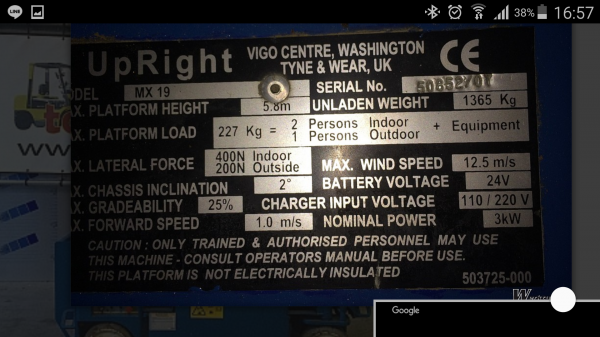 LINE
38% 16:57
UpRight
VIGO CENTRE, WASHINGTON
TYNE & WEAR, UK
CE
MX 19
SERIAL No.
X. PLATFORM HEIGHT 5.8m
UNLADEN WEIGHT 1365 Kg
X. PLATFORM LOAD 227 Kg = 2 Persons Indoor + Equipment
1 Persons Outdoor
X. LATERAL FORCE 400N Indoor
200N Outside
MAX. WIND SPEED 12.5 m/s
X. CHASSIS INCLINATION 2°
BATTERY VOLTAGE 24V
X. GRADEABILITY 25%
CHARGER INPUT VOLTAGE 110 / 220 V
X. FORWARD SPEED 1.0 m/s
NOMINAL POWER 3kW
CAUTION : ONLY TRAINED & AUTHORISED PERSONNEL MAY USE
THIS MACHINE - CONSULT OPERATORS MANUAL BEFORE USE.
THIS PLATFORM IS NOT ELECTRICALLY INSULATED
503725-000
Google